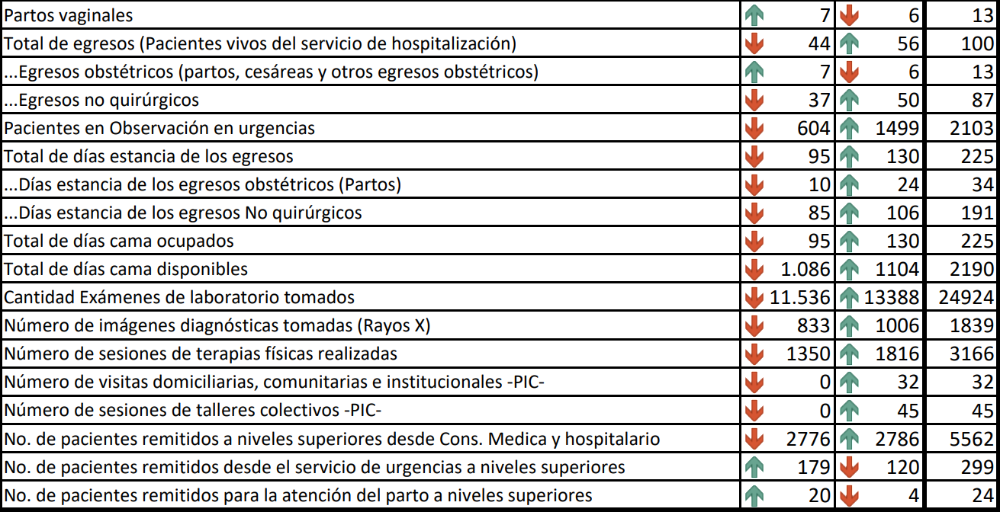 Partos vaginales 7 6 13
Total de egresos (Pacientes vivos del servicio de hospitalización) 44 56 100
...Egresos obstétricos (partos, cesáreas y otros egresos obstétricos) 7 6 13
...Egresos no quirúrgicos 37 50 87
Pacientes en Observación en urgencias 604 1499 2103
Total de días estancia de los egresos 95 130 225
...Días estancia de los egresos obstétricos (Partos) 10 24 34
...Días estancia de los egresos No quirúrgicos 85 106 191
Total de días cama ocupados 95 130 225
Total de días cama disponibles 1.086 1104 2190
Cantidad Exámenes de laboratorio tomados 11.536 13388 24924
Número de imágenes diagnósticas tomadas (Rayos X) 833 1006 1839
Número de sesiones de terapias físicas realizadas 1350 1816 3166
Número de visitas domiciliarias, comunitarias e institucionales -PIC- 0 32 32
Número de sesiones de talleres colectivos -PIC- 0 45 45
No. de pacientes remitidos a niveles superiores desde Cons. Medica y hospitalario 2776 2786 5562
No. de pacientes remitidos desde el servicio de urgencias a niveles superiores 179 120 299
No. de pacientes remitidos para la atención del parto a niveles superiores 20 4 24